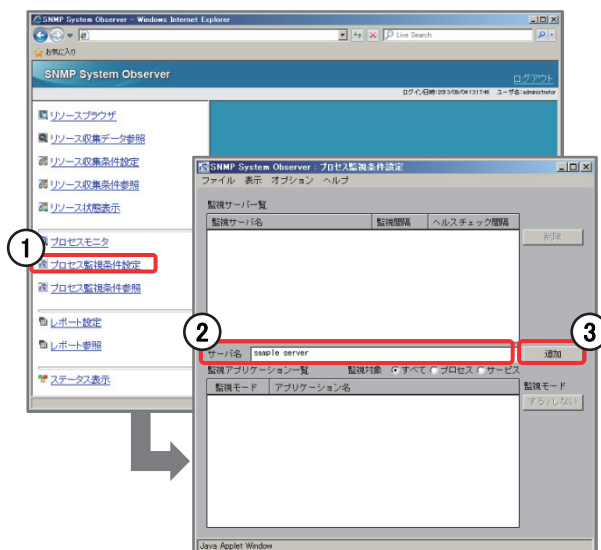 SNMP System Observer - Windows Internet Explorer
Live Search
お気に入り
SNMP System Observer
ログアウト
ログイン日時:2013/09/04 13:17:46 ユーザ名:administrator
リソースブラウザ
リソース収集データ参照
リソース収集条件設定
リソース収集条件参照
リソース状態表示
1
プロセスモニタ
プロセス監視条件設定
プロセス監視条件参照
レポート設定
レポート参照
ステータス表示
SNMP System Observer : プロセス監視条件設定
ファイル 表示 オプション ヘルプ
監視サーバ一覧
監視サーバ名 監視間隔 ヘルスチェック間隔
削除
2
3
サーバ名 sample server 追加
監視アプリケーション一覧 監視対象 すべて プロセス サービス
監視モード アプリケーション名
監視モード
する/しない
Java Applet Window